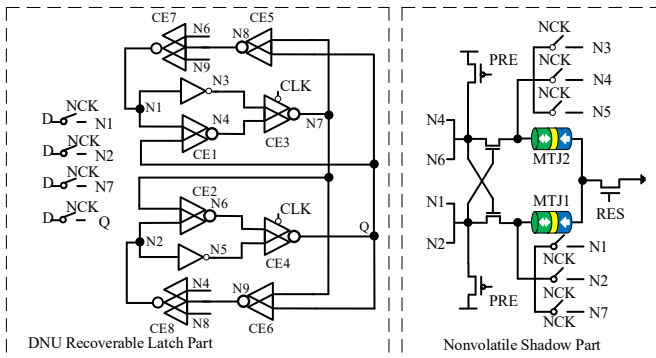 CE7
N6
N8
CE5
N9
N3
CLK
N1
N4
N7
CE1
CE3
D
NCK
N1
D
NCK
N2
D
NCK
N7
D
NCK
Q
CE2
N6
CLK
Q
N2
N5
CE4
N4
N9
CE8
N8
CE6
DNU Recoverable Latch Part
NCK
N3
PRE
NCK
N4
NCK
N5
N4
N6
MTJ2
N1
N2
MTJ1
RES
NCK
N1
NCK
N2
PRE
NCK
N7
NCK
Nonvolatile Shadow Part